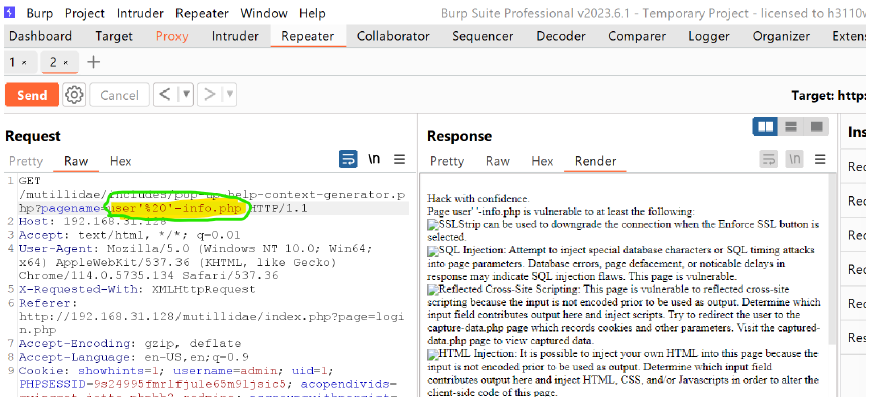 Burp Project Intruder Repeater Window Help Burp Suite Professional v2023.6.1 - Temporary Project - licensed to h3110w
Dashboard Target Proxy Intruder Repeater Collaborator Sequencer Decoder Comparer Logger Organizer Exten
1 × 2 × +
Send Cancel < > Target: http:
Request
Pretty Raw Hex \n
1 GET
/mutillidae/includes/pop-up-help-context-generator.p
hp?pagename=user'%20'-info.php HTTP/1.1
2 Host: 192.168.31.128
3 Accept: text/html, */*; q=0.01
4 User-Agent: Mozilla/5.0 (Windows NT 10.0; Win64;
x64) AppleWebKit/537.36 (KHTML, like Gecko)
Chrome/114.0.5735.134 Safari/537.36
5 X-Requested-With: XMLHttpRequest
6 Referer:
http://192.168.31.128/mutillidae/index.php?page=logi
n.php
7 Accept-Encoding: gzip, deflate
8 Accept-Language: en-US,en;q=0.9
9 Cookie: showhints=1; username=admin; uid=1;
PHPSESSID=9s24995fmrlfjule65m9ljsic5; acopendivids=
Response
Pretty Raw Hex Render \n
Hack with confidence.
Page user' '-info.php is vulnerable to at least the following:
SSLStrip can be used to downgrade the connection when the Enforce SSL button is
selected.
SQL Injection: Attempt to inject special database characters or SQL timing attacks
into page parameters. Database errors, page defacement, or noticable delays in
response may indicate SQL injection flaws. This page is vulnerable.
Reflected Cross-Site Scripting: This page is vulnerable to reflected cross-site
scripting because the input is not encoded prior to be used as output. Determine which
input field contributes output here and inject scripts. Try to redirect the user to the
capture-data.php page which records cookies and other parameters. Visit the captured-
data.php page to view captured data.
HTML Injection: It is possible to inject your own HTML into this page because the
input is not encoded prior to be used as output. Determine which input field
contributes output here and inject HTML, CSS, and/or Javascripts in order to alter the
client-side code of this page.
Ins
Rec
Rec
Rec
Rec
Rec
Res